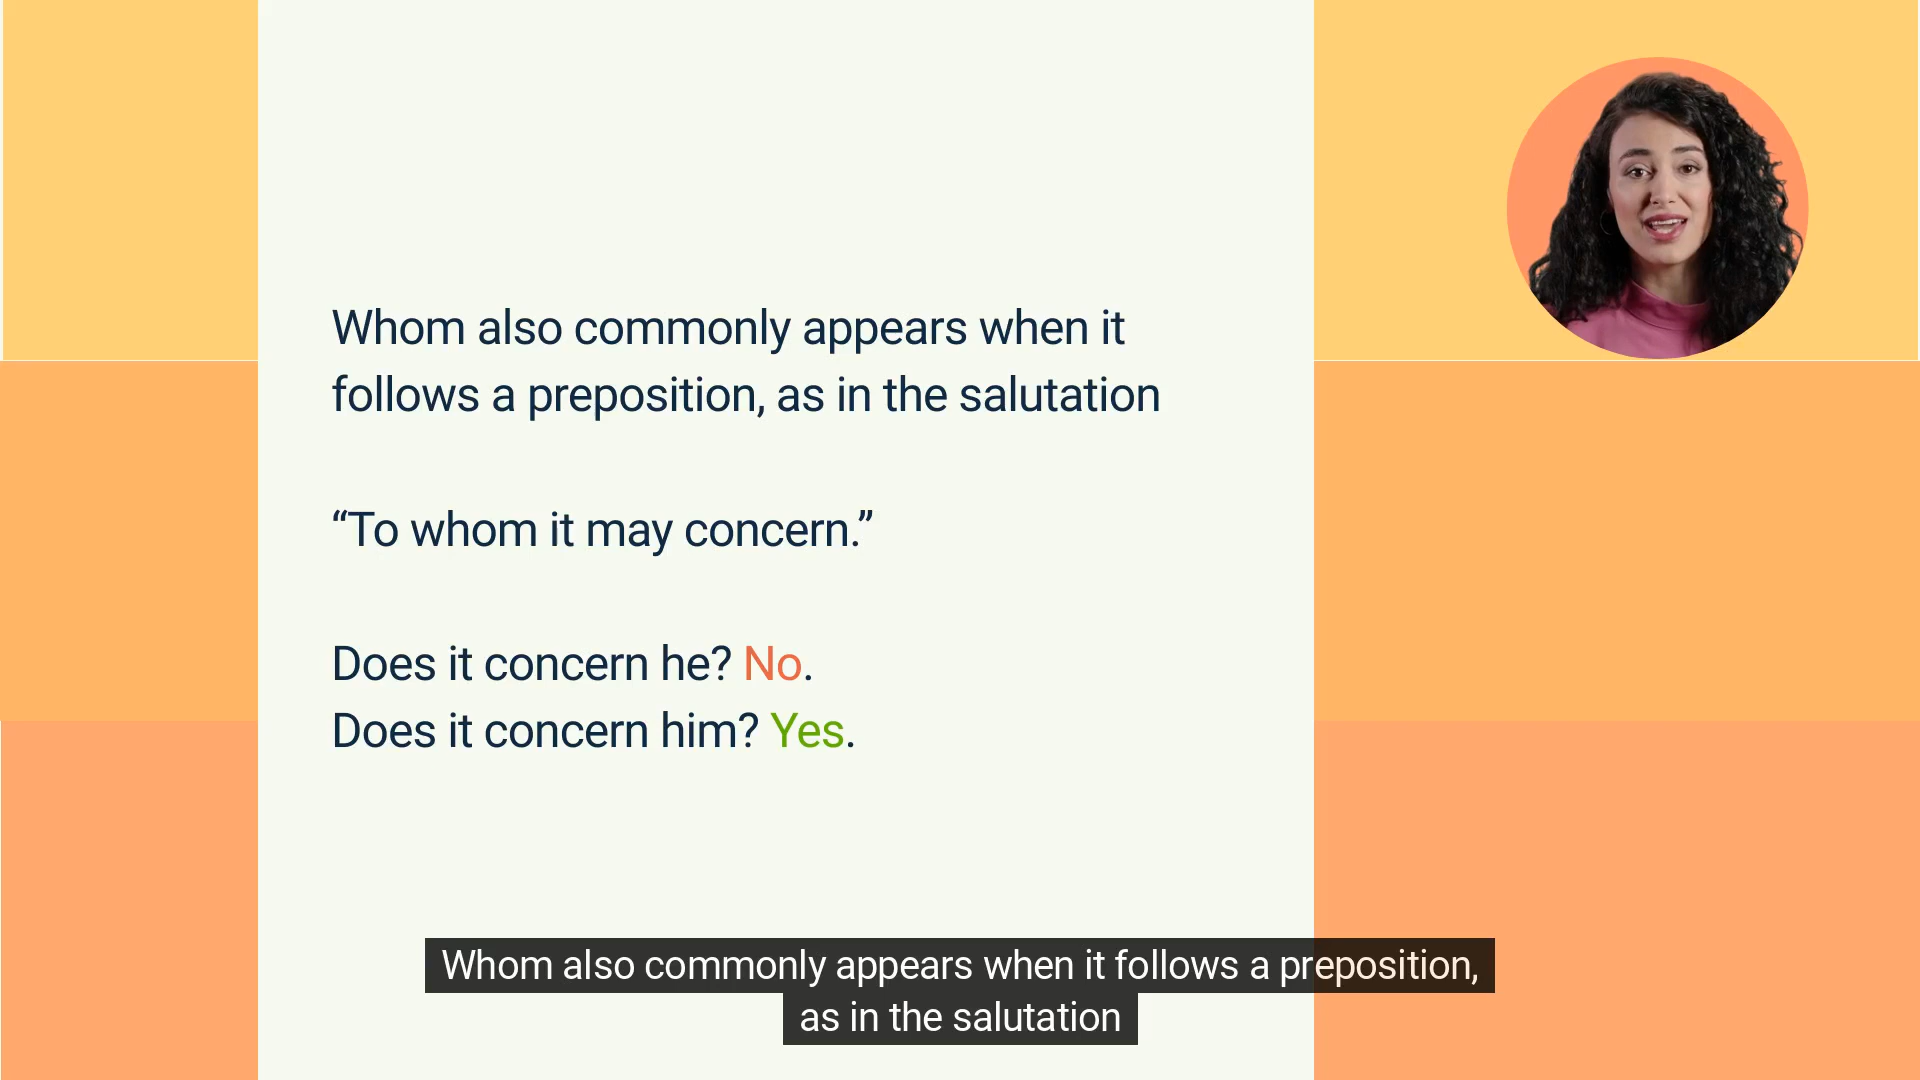 Whom also commonly appears when it
follows a preposition, as in the salutation
“To whom it may concern.”
Does it concern he? No.
Does it concern him? Yes.
Whom also commonly appears when it follows a preposition,
as in the salutation